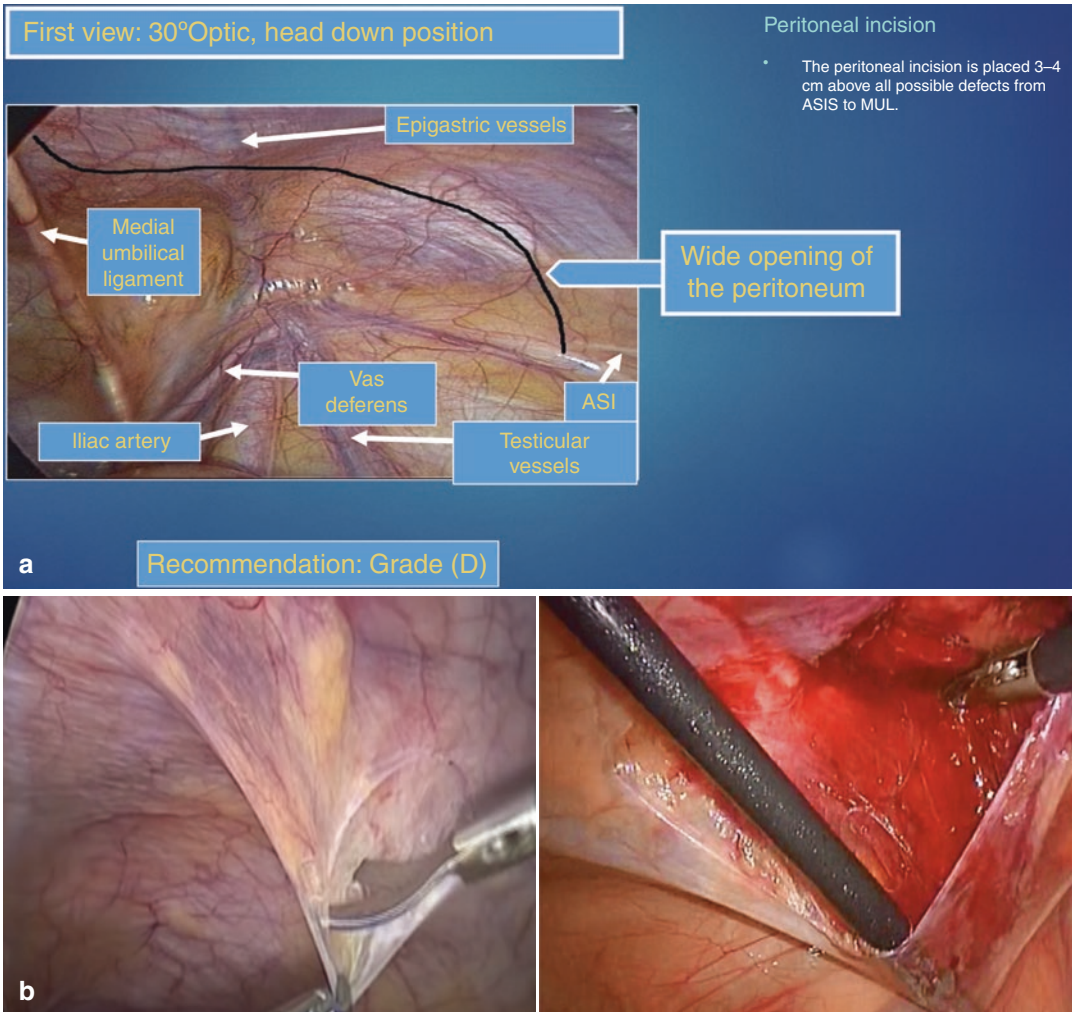 First view: 30ºOptic, head down position
Peritoneal incision
• The peritoneal incision is placed 3–4
cm above all possible defects from
ASIS to MUL.
Epigastric vessels
Medial
umbilical
ligament
Wide opening of
the peritoneum
Vas
deferens
ASI
Iliac artery
Testicular
vessels
a
Recommendation: Grade (D)
b